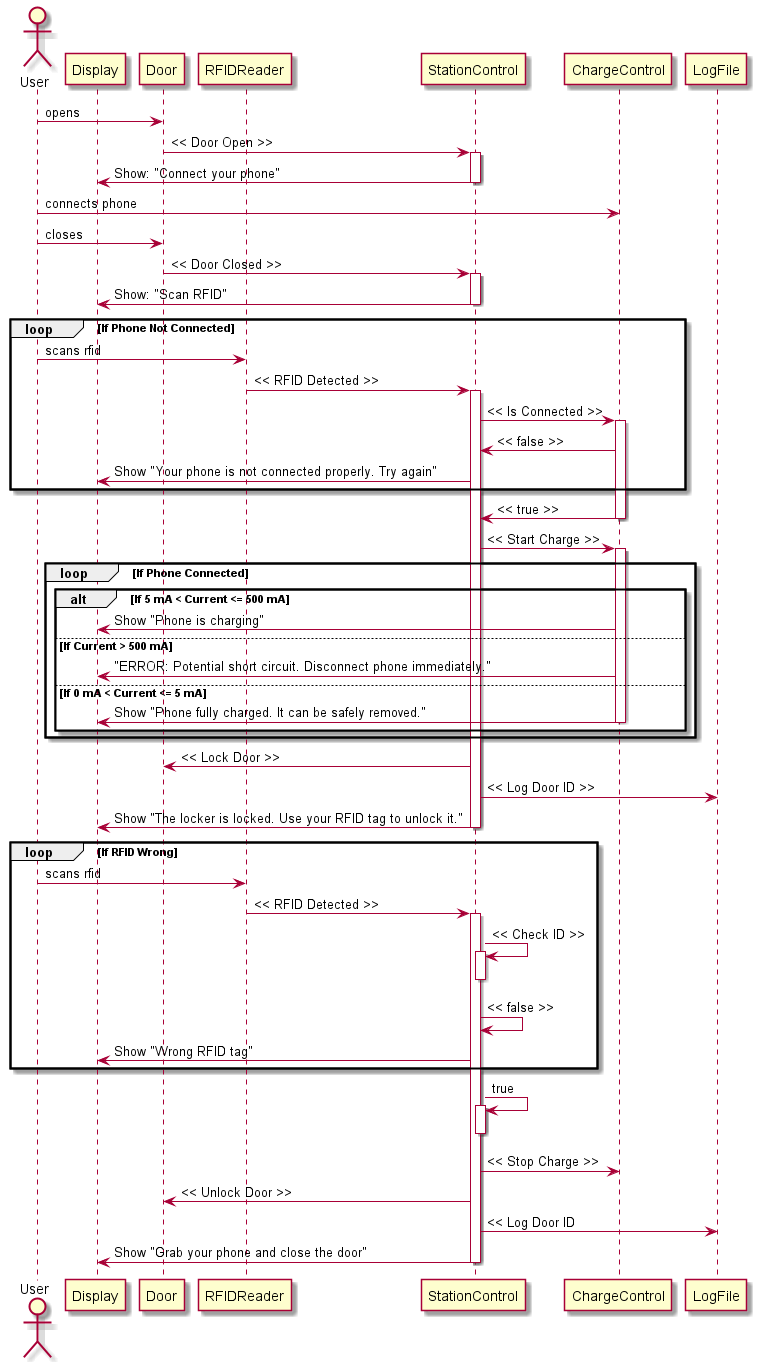 User
Display
Door
RFIDReader
StationControl
ChargeControl
LogFile
opens
<< Door Open >>
Show: "Connect your phone"
connects phone
closes
<< Door Closed >>
Show: "Scan RFID"
loop [If Phone Not Connected]
scans rfid
<< RFID Detected >>
<< Is Connected >>
<< false >>
Show "Your phone is not connected properly. Try again"
<< true >>
<< Start Charge >>
loop [If Phone Connected]
alt [If 5 mA < Current <= 500 mA]
Show "Phone is charging"
[If Current > 500 mA]
"ERROR: Potential short circuit. Disconnect phone immediately."
[If 0 mA < Current <= 5 mA]
Show "Phone fully charged. It can be safely removed."
<< Lock Door >>
<< Log Door ID >>
Show "The locker is locked. Use your RFID tag to unlock it."
loop [If RFID Wrong]
scans rfid
<< RFID Detected >>
<< Check ID >>
<< false >>
Show "Wrong RFID tag"
true
<< Stop Charge >>
<< Unlock Door >>
<< Log Door ID
Show "Grab your phone and close the door"
User
Display
Door
RFIDReader
StationControl
ChargeControl
LogFile